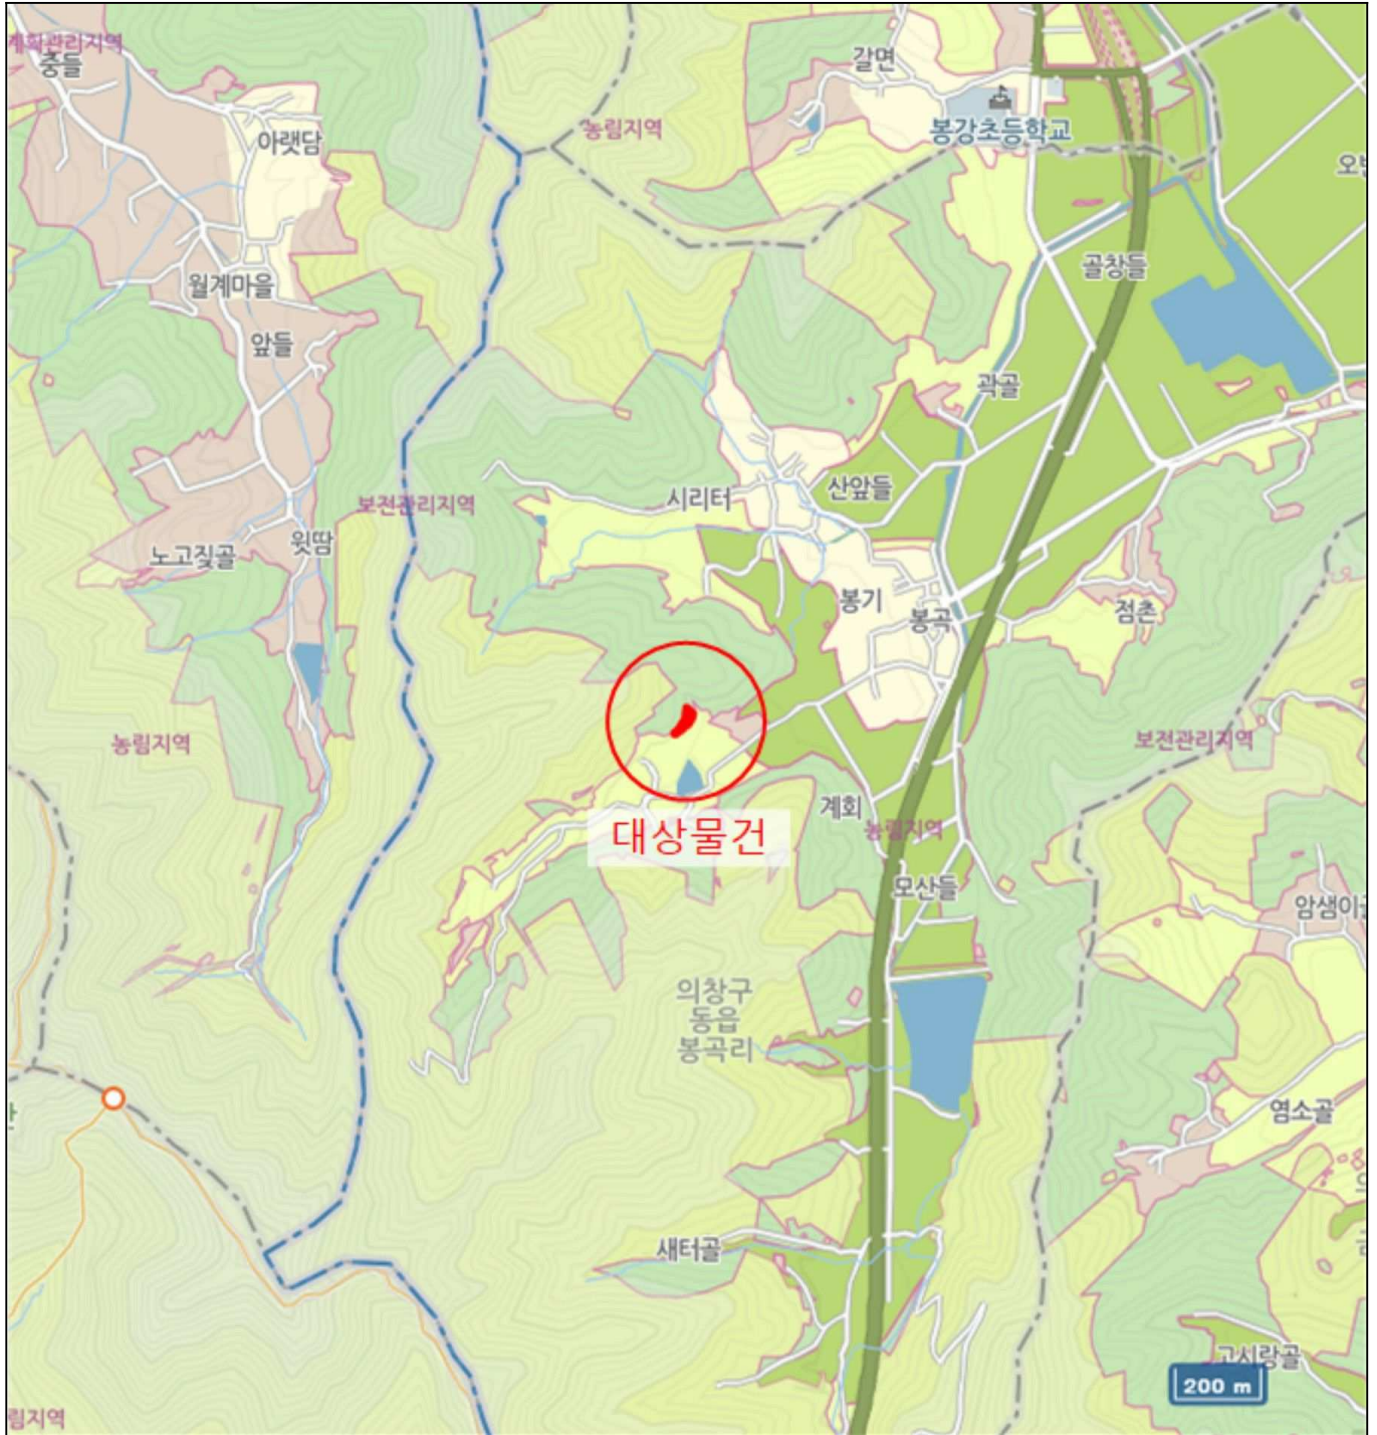 계획관리지역
중들
갈면
농림지역
봉강초등학교
아랫담
월계마을
골창들
앞들
곽골
시리터
산앞들
보전관리지역
노고짖골
윗땀
봉기
봉곡
점촌
농림지역
보전관리지역
계회
농림지역
대상물건
모산들
암샘이골
의창구
동읍
봉곡리
염소골
새터골
고시랑골
200 m
림지역